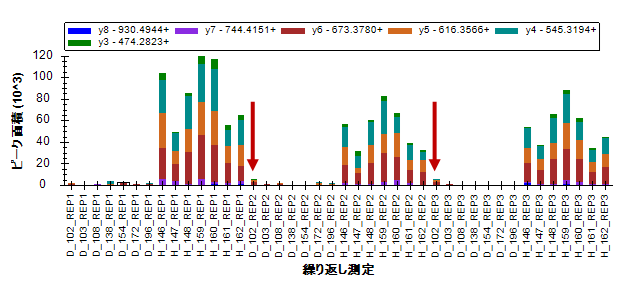 y8 - 930.4944+ y7 - 744.4151+ y6 - 673.3780+ y5 - 616.3566+ y4 - 545.3194+
y3 - 474.2823+
ピーク面積 (10^3)
120
100
80
60
40
20
0
D_102_REP1
D_103_REP1
D_108_REP1
D_138_REP1
D_154_REP1
D_172_REP1
D_196_REP1
H_146_REP1
H_147_REP1
H_148_REP1
H_159_REP1
H_160_REP1
H_161_REP1
H_162_REP1
D_102_REP2
D_103_REP2
D_108_REP2
D_138_REP2
D_154_REP2
D_172_REP2
D_196_REP2
H_146_REP2
H_147_REP2
H_148_REP2
H_159_REP2
H_160_REP2
H_161_REP2
H_162_REP2
D_102_REP3
D_103_REP3
D_108_REP3
D_138_REP3
D_154_REP3
D_172_REP3
D_196_REP3
H_146_REP3
H_147_REP3
H_148_REP3
H_159_REP3
H_160_REP3
H_161_REP3
H_162_REP3
繰り返し測定